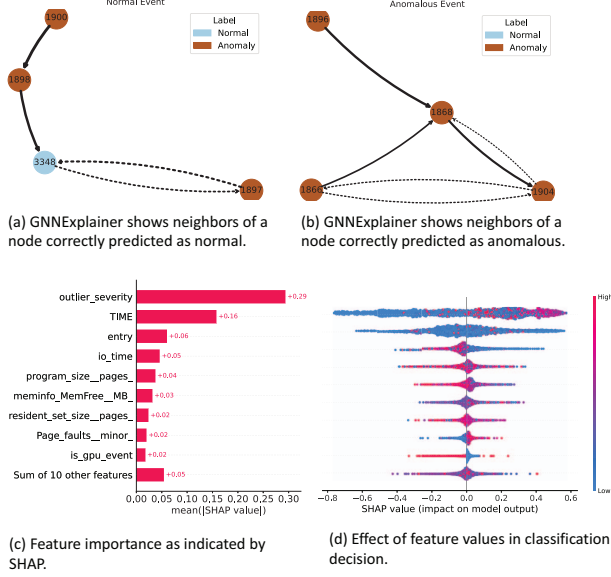 Normal Event
Label
Normal
Anomaly
1900
1898
3348
1897
(a) GNNExplainer shows neighbors of a
node correctly predicted as normal.
Anomalous Event
Label
Normal
Anomaly
1896
1868
1866
1904
(b) GNNExplainer shows neighbors of a
node correctly predicted as anomalous.
outlier_severity
+0.29
TIME
+0.16
entry
+0.06
io_time
+0.05
program_size__pages_
+0.04
meminfo_MemFree__MB_
+0.03
resident_set_size__pages_
+0.02
Page_faults__minor_
+0.02
is_gpu_event
+0.02
Sum of 10 other features
+0.05
0.00 0.05 0.10 0.15 0.20 0.25 0.30
mean(|SHAP value|)
(c) Feature importance as indicated by
SHAP.
High
Low
−0.8 −0.6 −0.4 −0.2 0.0 0.2 0.4 0.6
SHAP value (impact on model output)
(d) Effect of feature values in classification
decision.